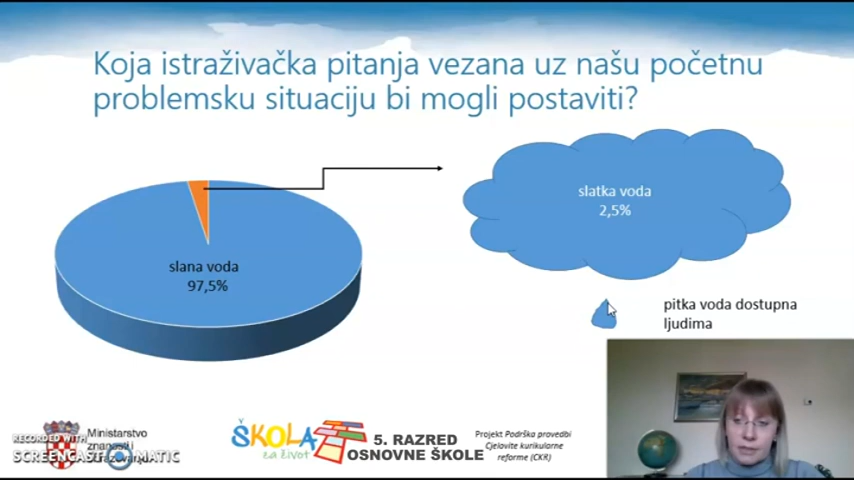 Koja istraživačka pitanja vezana uz našu početnu
problemsku situaciju bi mogli postaviti?
slatka voda
2,5%
slana voda
97,5%
pitka voda dostupna
ljudima
Ministarstvo
znanosti i
obrazovanja
RECORDED WITH
SCREENCAST MATIC
ŠKOLA
za život
5. RAZRED
OSNOVNE ŠKOLE
Projekt Podrška provedbi
Cjelovite kurikularne
reforme (CKR)